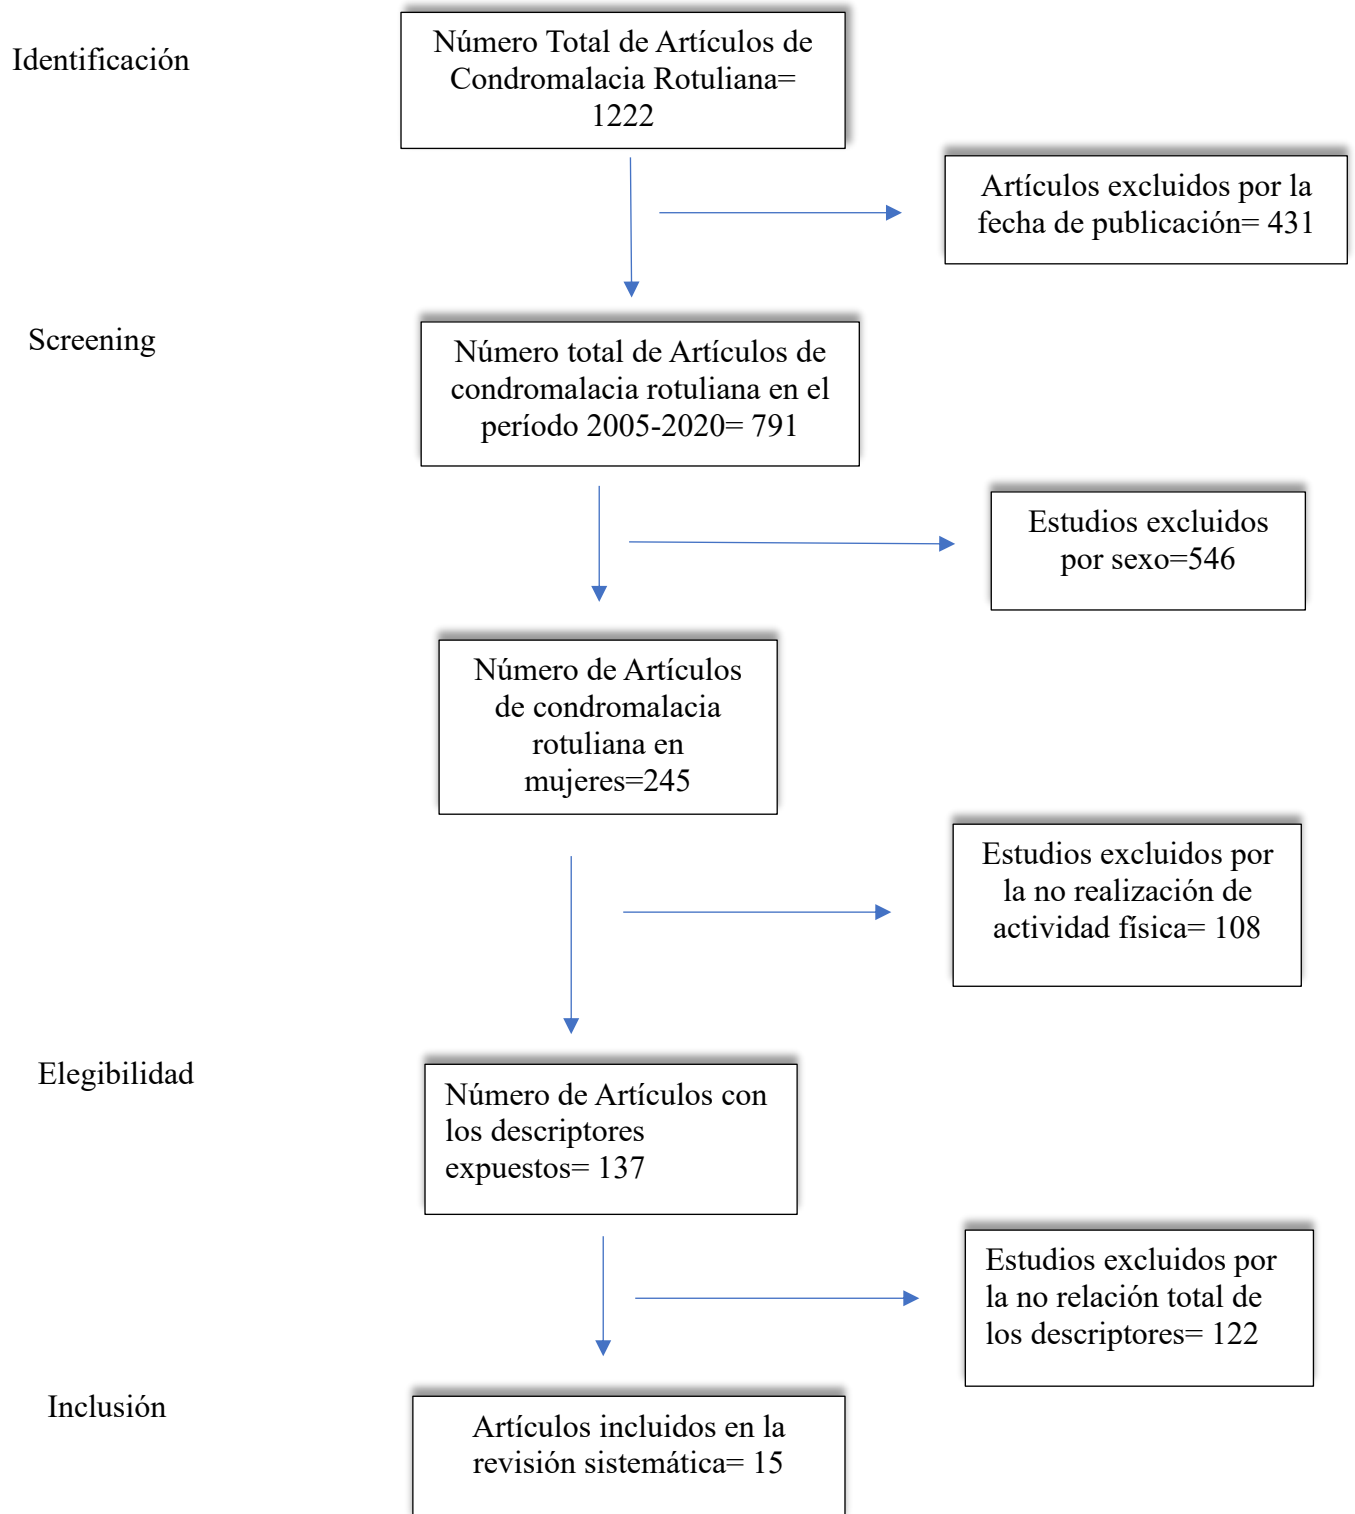 Identificación
Número Total de Artículos de
Condromalacia Rotuliana=
1222
Artículos excluidos por la
fecha de publicación= 431
Screening
Número total de Artículos de
condromalacia rotuliana en el
período 2005-2020= 791
Estudios excluidos
por sexo=546
Número de Artículos
de condromalacia
rotuliana en
mujeres=245
Estudios excluidos por
la no realización de
actividad física= 108
Elegibilidad
Número de Artículos con
los descriptores
expuestos= 137
Estudios excluidos por
la no relación total de
los descriptores= 122
Inclusión
Artículos incluidos en la
revisión sistemática= 15